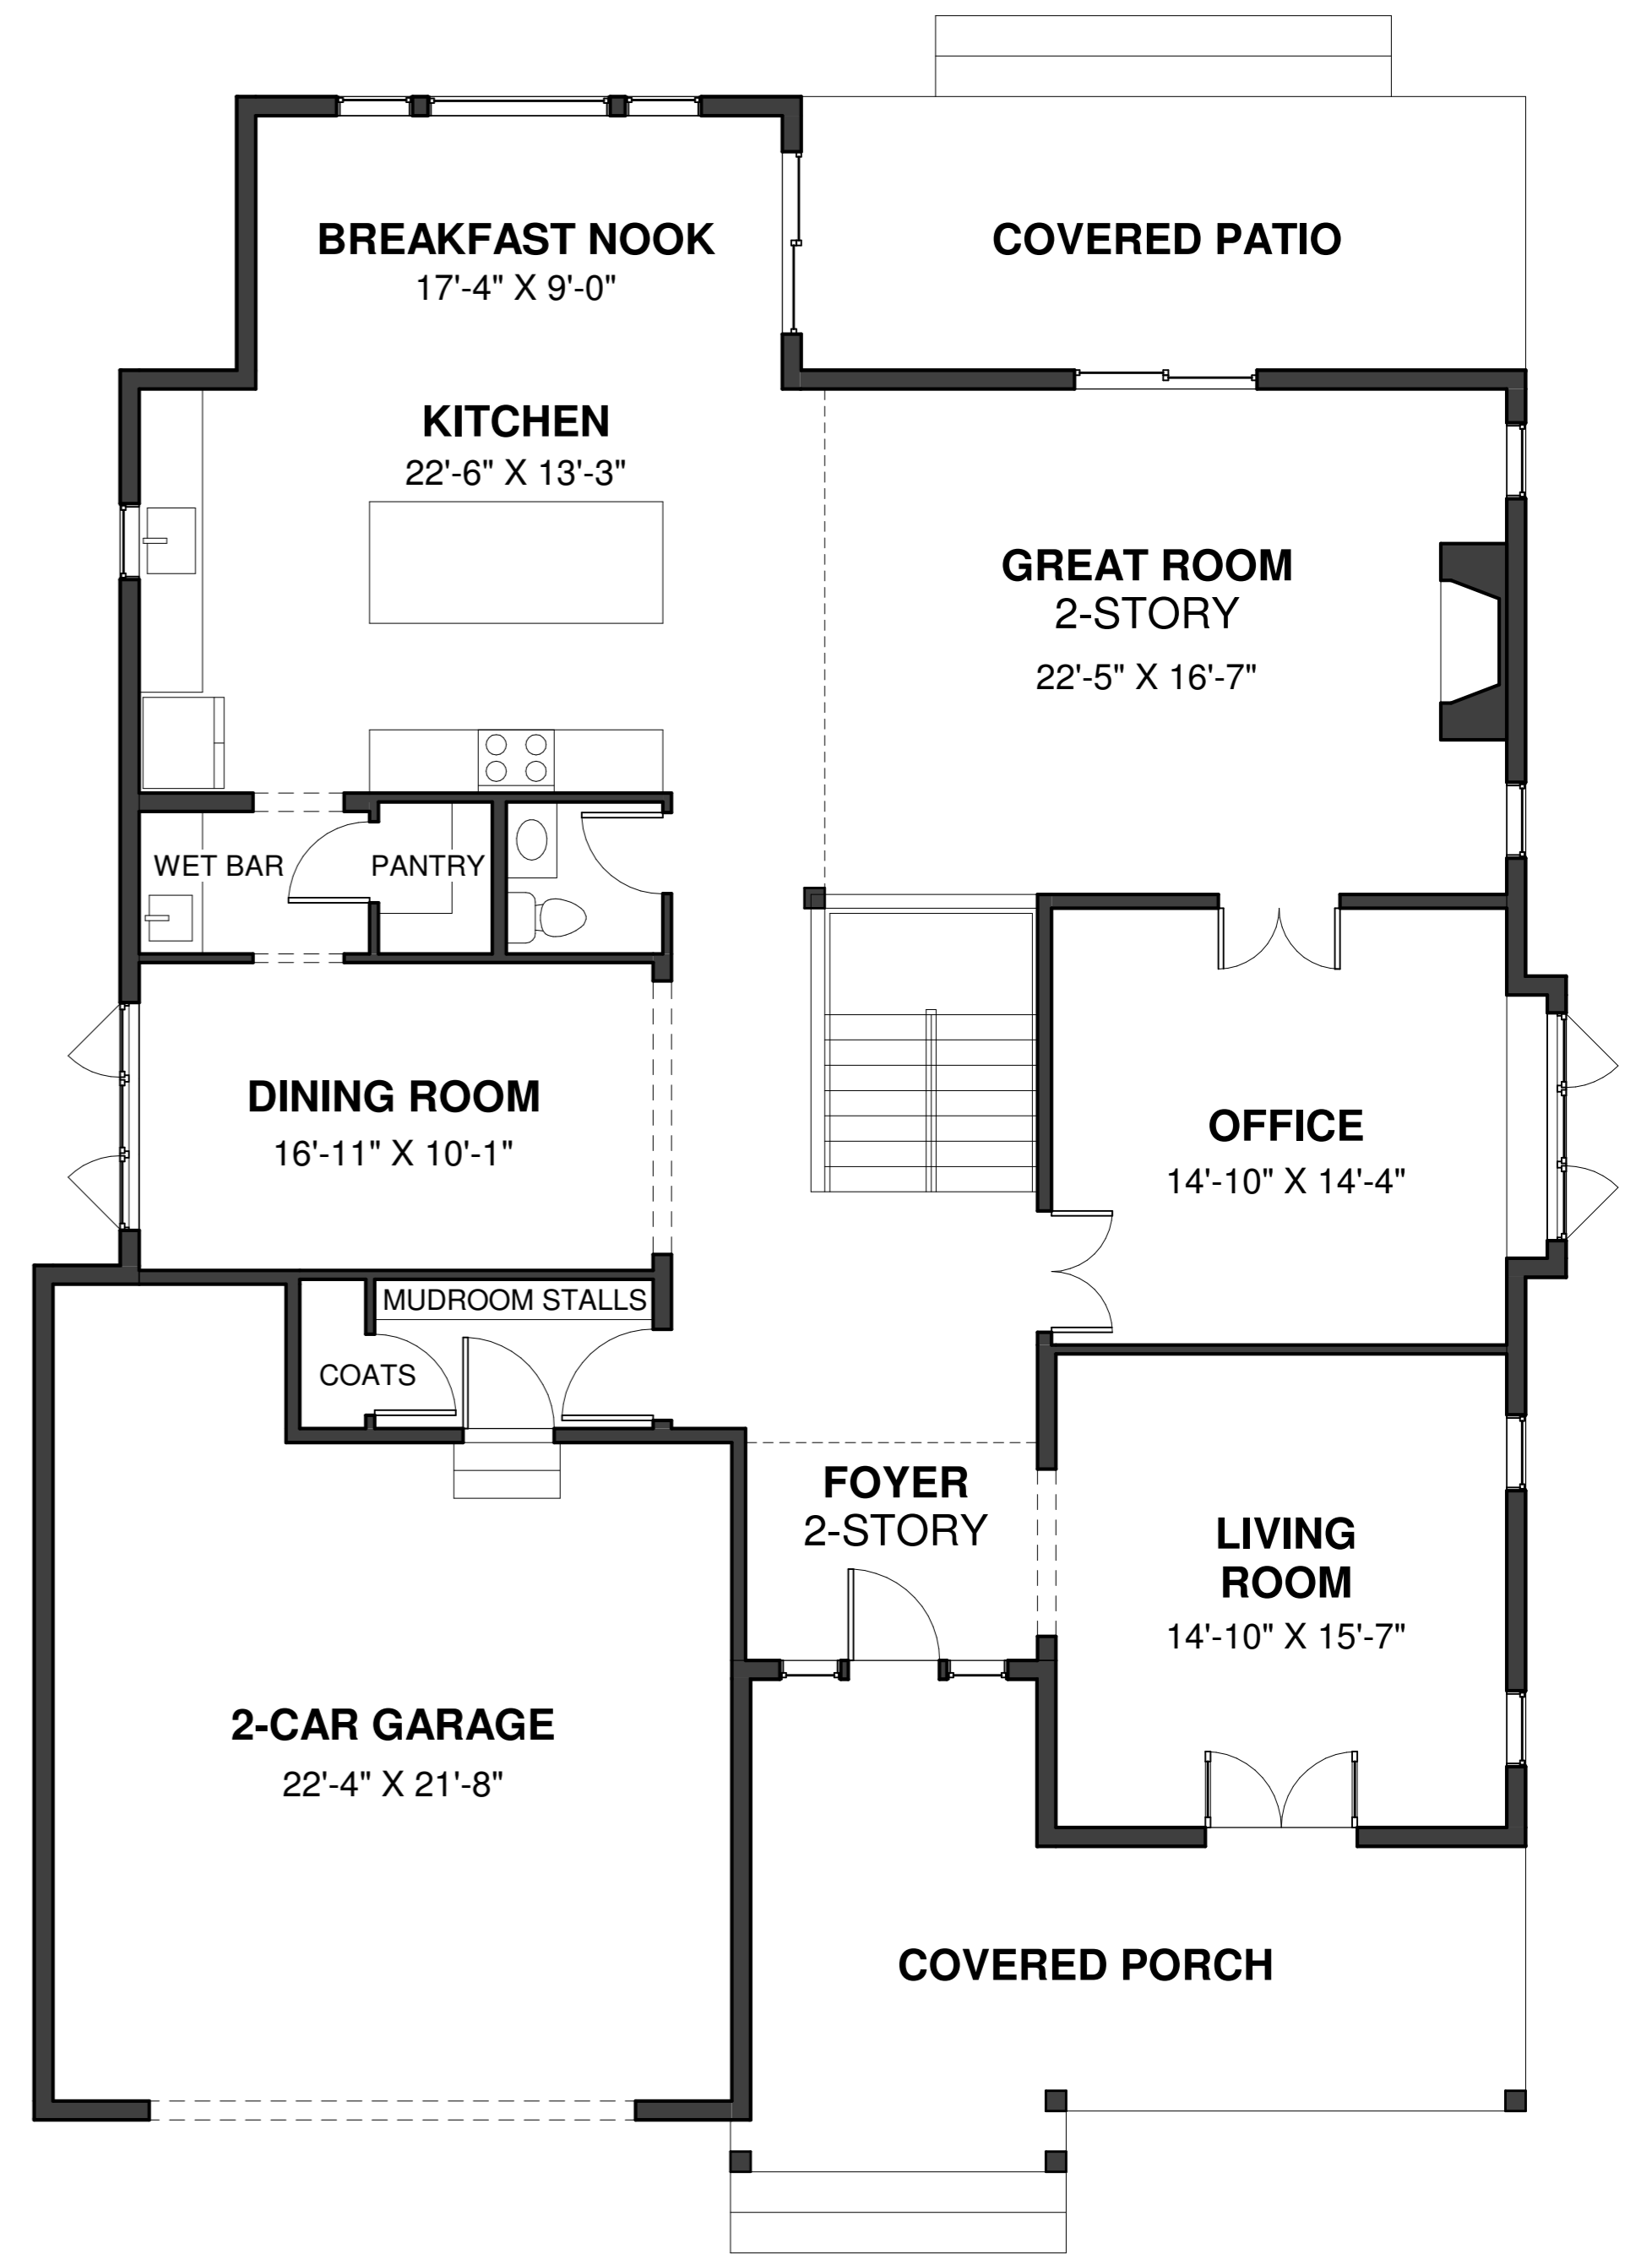 BREAKFAST NOOK
17'-4" X 9'-0"
COVERED PATIO
KITCHEN
22'-6" X 13'-3"
GREAT ROOM
2-STORY
22'-5" X 16'-7"
WET BAR
PANTRY
DINING ROOM
16'-11" X 10'-1"
OFFICE
14'-10" X 14'-4"
MUDROOM STALLS
COATS
FOYER
2-STORY
LIVING
ROOM
14'-10" X 15'-7"
2-CAR GARAGE
22'-4" X 21'-8"
COVERED PORCH